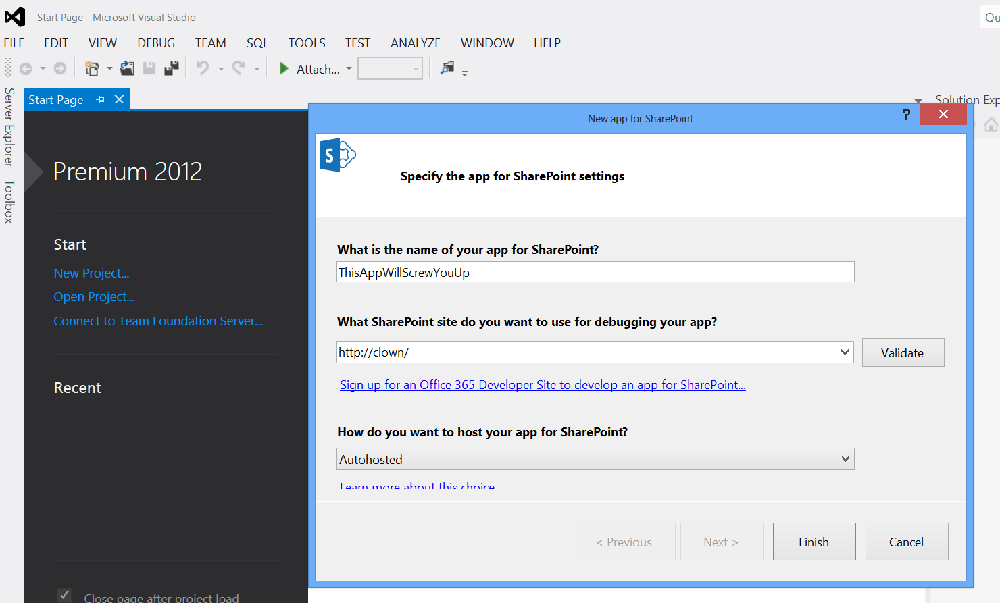 Start Page - Microsoft Visual Studio
Qu
FILE EDIT VIEW DEBUG TEAM SQL TOOLS TEST ANALYZE WINDOW HELP
Attach...
Server Explorer
Toolbox
Start Page
Solution Exp
Premium 2012
Start
New Project...
Open Project...
Connect to Team Foundation Server...
Recent
Close page after project load
New app for SharePoint
?
S
Specify the app for SharePoint settings
What is the name of your app for SharePoint?
ThisAppWillScrewYouUp
What SharePoint site do you want to use for debugging your app?
http://clown/
Validate
Sign up for an Office 365 Developer Site to develop an app for SharePoint...
How do you want to host your app for SharePoint?
Autohosted
Learn more about this choice
< Previous Next > Finish Cancel